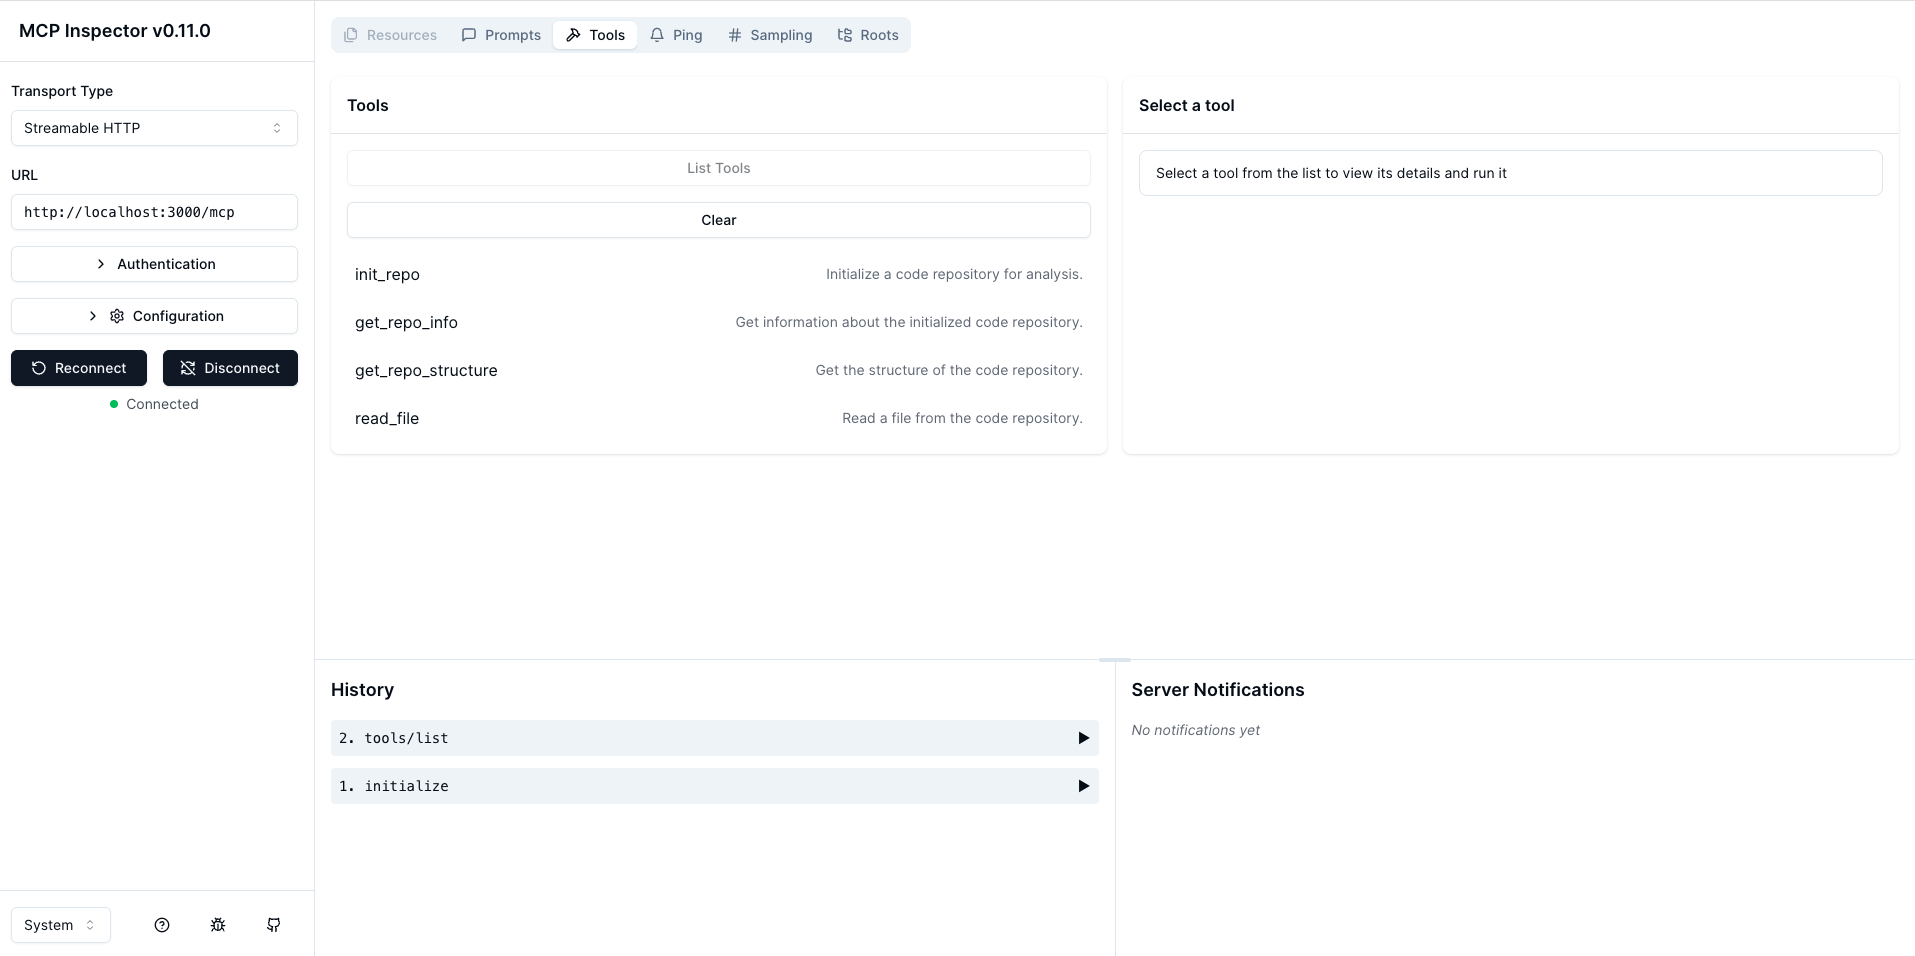 MCP Inspector v0.11.0
Transport Type
Streamable HTTP
URL
http://localhost:3000/mcp
Authentication
Configuration
Reconnect
Disconnect
Connected
System
Resources
Prompts
Tools
Ping
Sampling
Roots
Tools
List Tools
Clear
init_repo Initialize a code repository for analysis.
get_repo_info Get information about the initialized code repository.
get_repo_structure Get the structure of the code repository.
read_file Read a file from the code repository.
Select a tool
Select a tool from the list to view its details and run it
History
2. tools/list
1. initialize
Server Notifications
No notifications yet